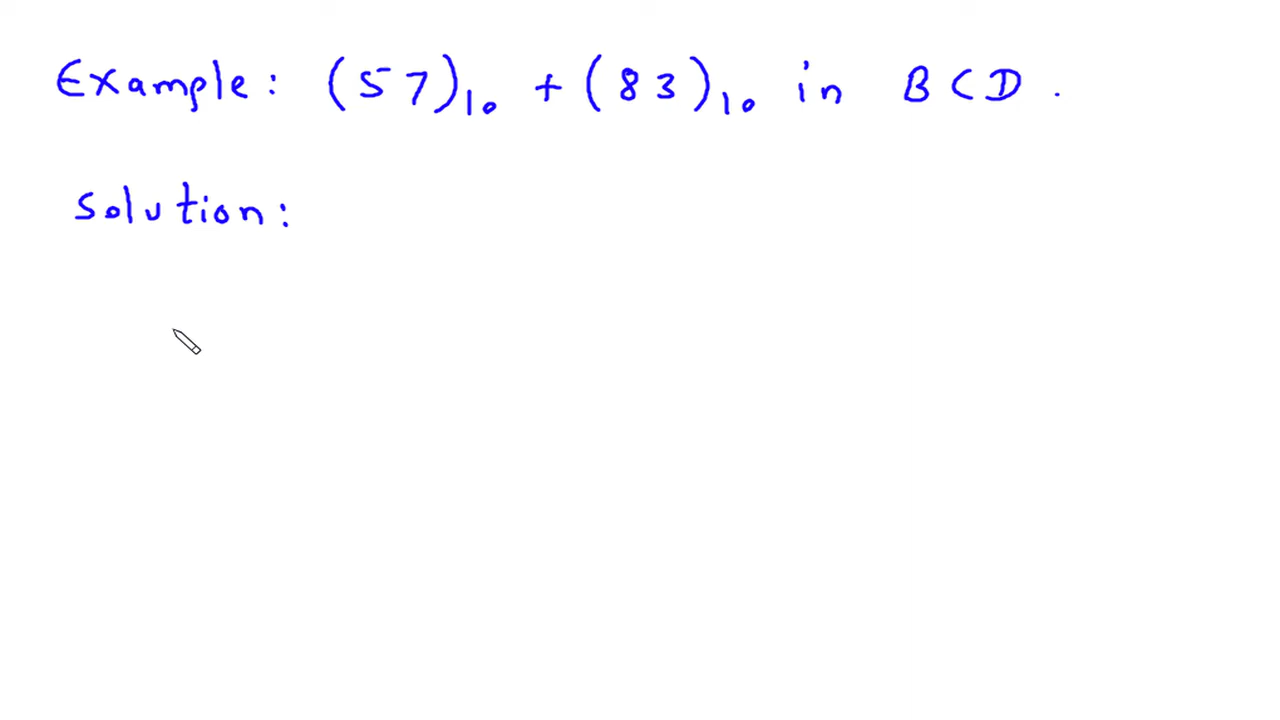 Example: (57)₁₀ + (83)₁₀ in BCD.
Solution: